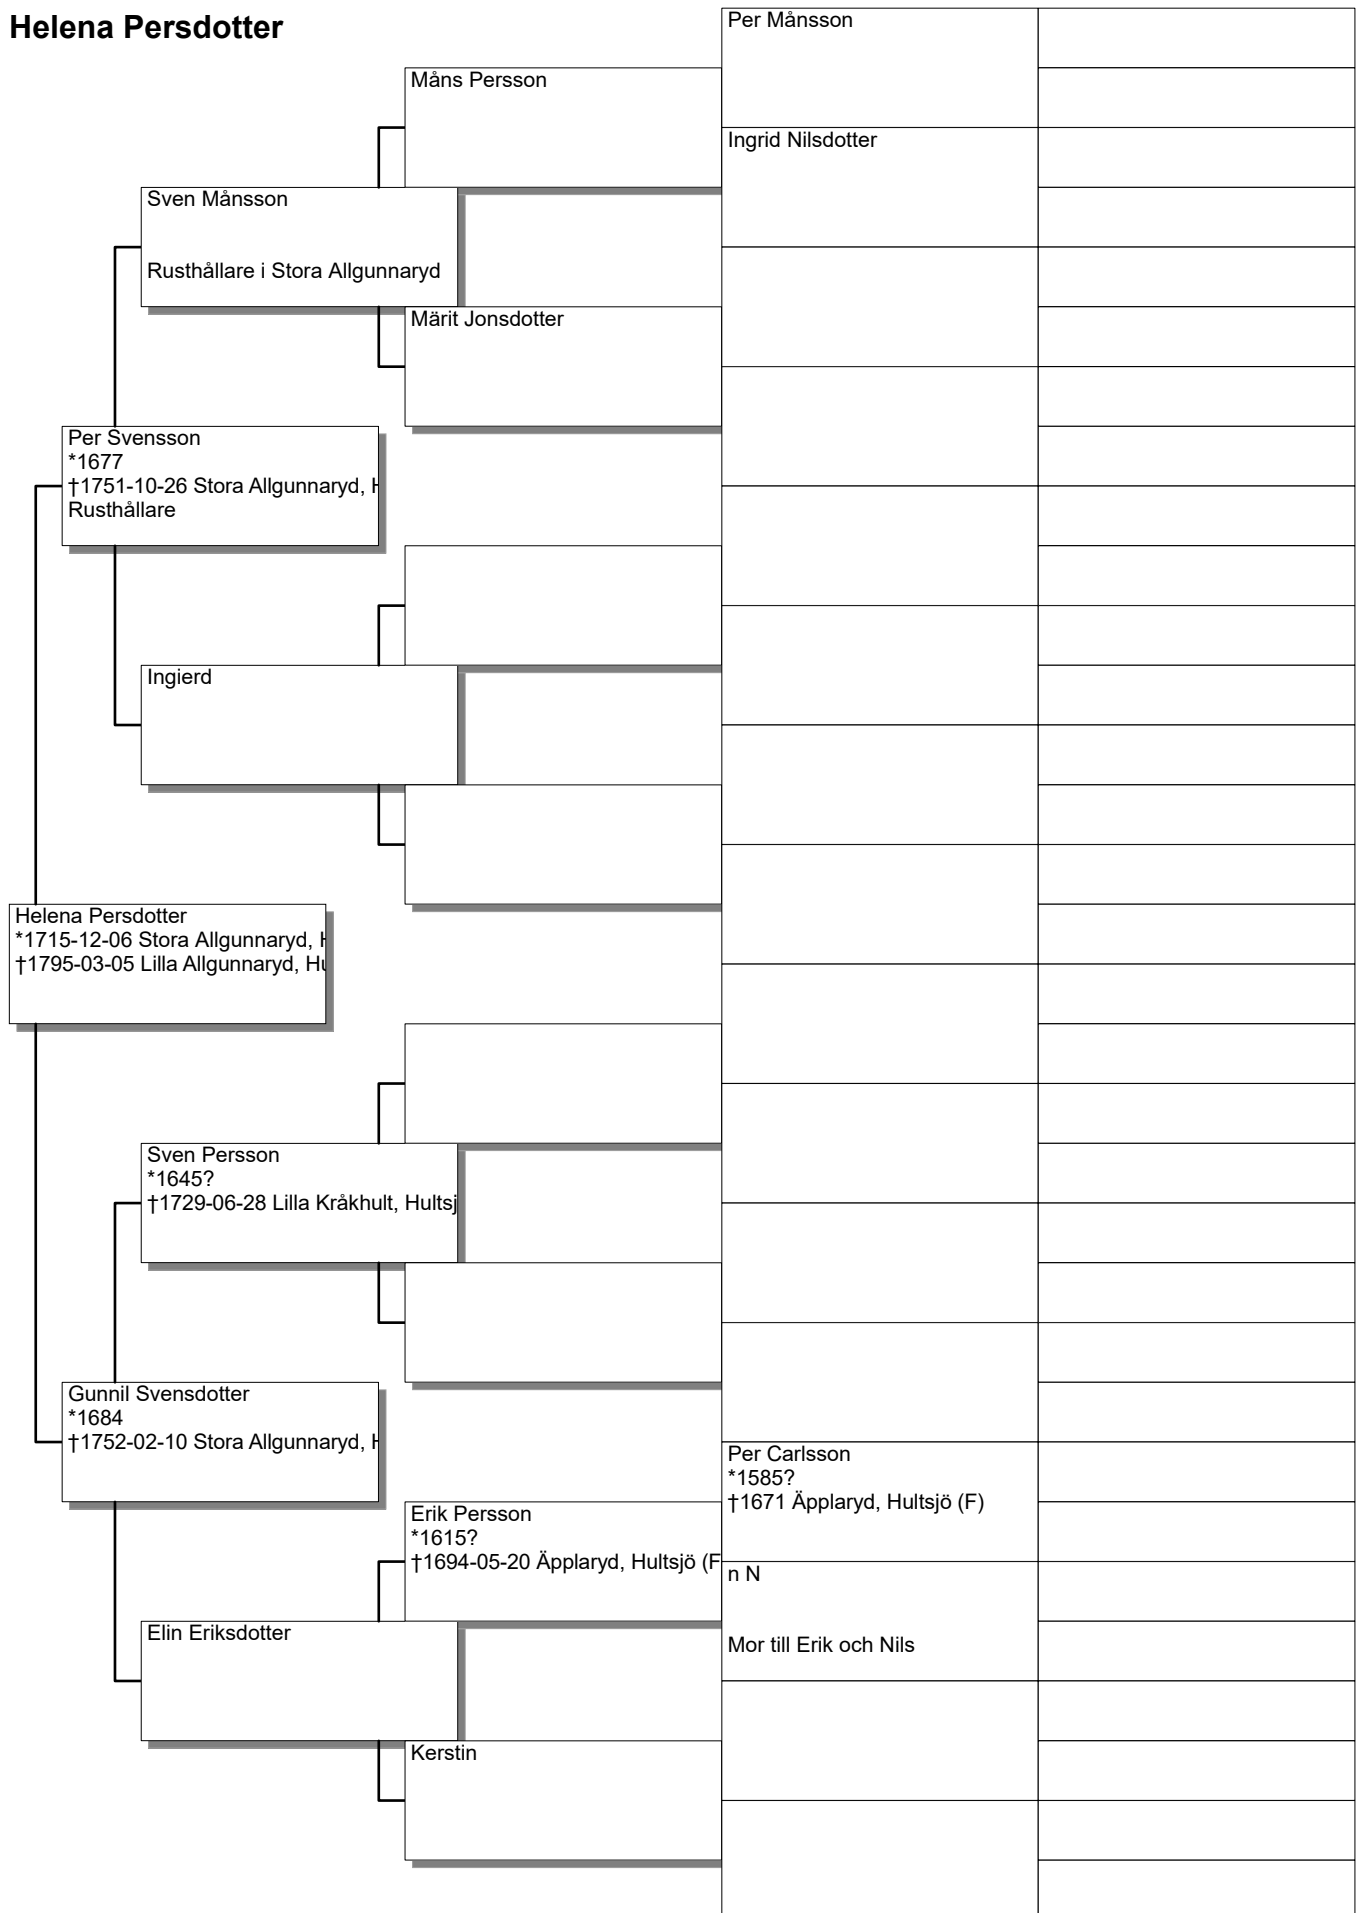 Helena Persdotter
Per Månsson
Måns Persson
Ingrid Nilsdotter
Sven Månsson
Rusthållare i Stora Allgunnaryd
Märit Jonsdotter
Per Svensson
*1677
†1751-10-26 Stora Allgunnaryd, H
Rusthållare
Ingierd
Helena Persdotter
*1715-12-06 Stora Allgunnaryd, H
†1795-03-05 Lilla Allgunnaryd, Hu
Sven Persson
*1645?
†1729-06-28 Lilla Kråkhult, Hultsj
Gunnil Svensdotter
*1684
†1752-02-10 Stora Allgunnaryd, H
Per Carlsson
*1585?
†1671 Äpplaryd, Hultsjö (F)
Erik Persson
*1615?
†1694-05-20 Äpplaryd, Hultsjö (F
n N
Mor till Erik och Nils
Elin Eriksdotter
Kerstin